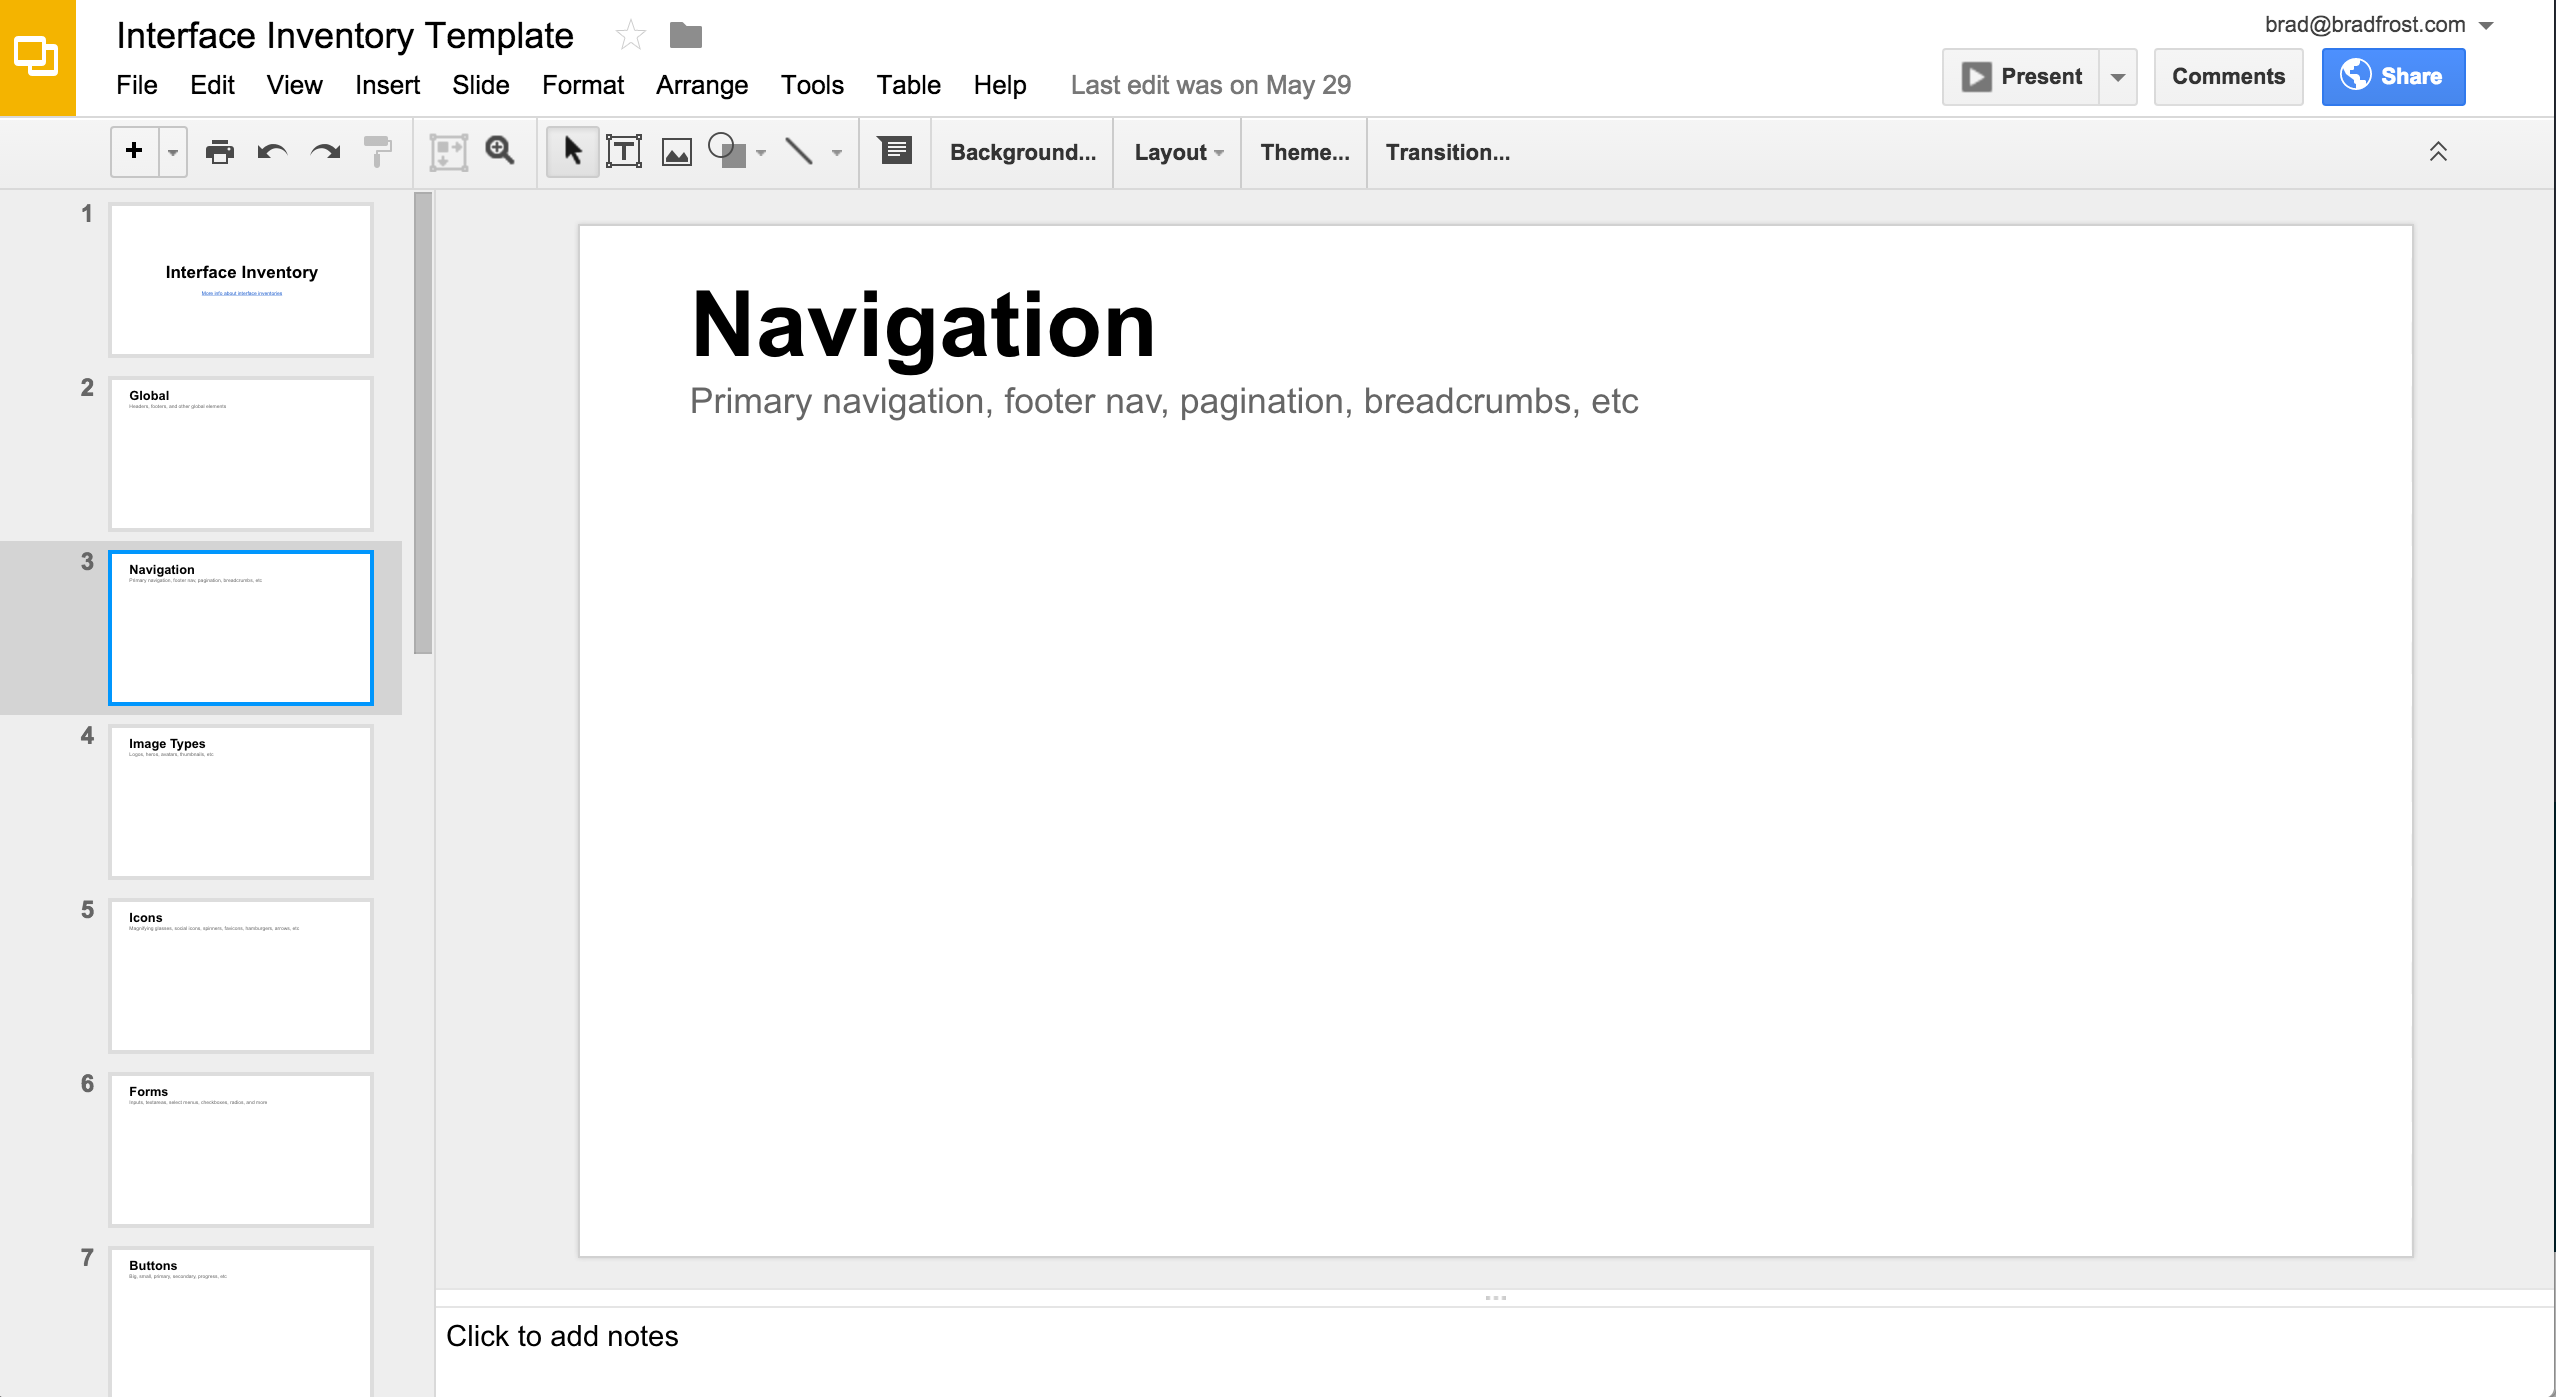 Interface Inventory Template
brad@bradfrost.com
File Edit View Insert Slide Format Arrange Tools Table Help Last edit was on May 29
Present Comments Share
Background... Layout Theme... Transition...
1
Interface Inventory
More info about interface inventories
2
Global
Headers, footers, and other global elements
3
Navigation
Primary navigation, footer nav, pagination, breadcrumbs, etc
4
Image Types
Logos, heros, avatars, thumbnails, etc
5
Icons
Magnifying glasses, social icons, spinners, favicons, hamburgers, arrows, etc
6
Forms
Inputs, textareas, select menus, checkboxes, radios, and more
7
Buttons
Big, small, primary, secondary, progress, etc
Navigation
Primary navigation, footer nav, pagination, breadcrumbs, etc
Click to add notes